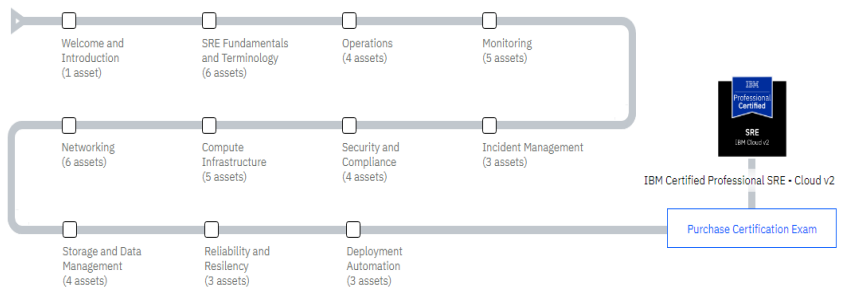 Welcome and
Introduction
(1 asset)
SRE Fundamentals
and Terminology
(6 assets)
Operations
(4 assets)
Monitoring
(5 assets)
Networking
(6 assets)
Compute
Infrastructure
(5 assets)
Security and
Compliance
(4 assets)
Incident Management
(3 assets)
IBM
Professional
Certified
SRE
IBM Cloud v2
IBM Certified Professional SRE • Cloud v2
Purchase Certification Exam
Storage and Data
Management
(4 assets)
Reliability and
Resilency
(3 assets)
Deployment
Automation
(3 assets)